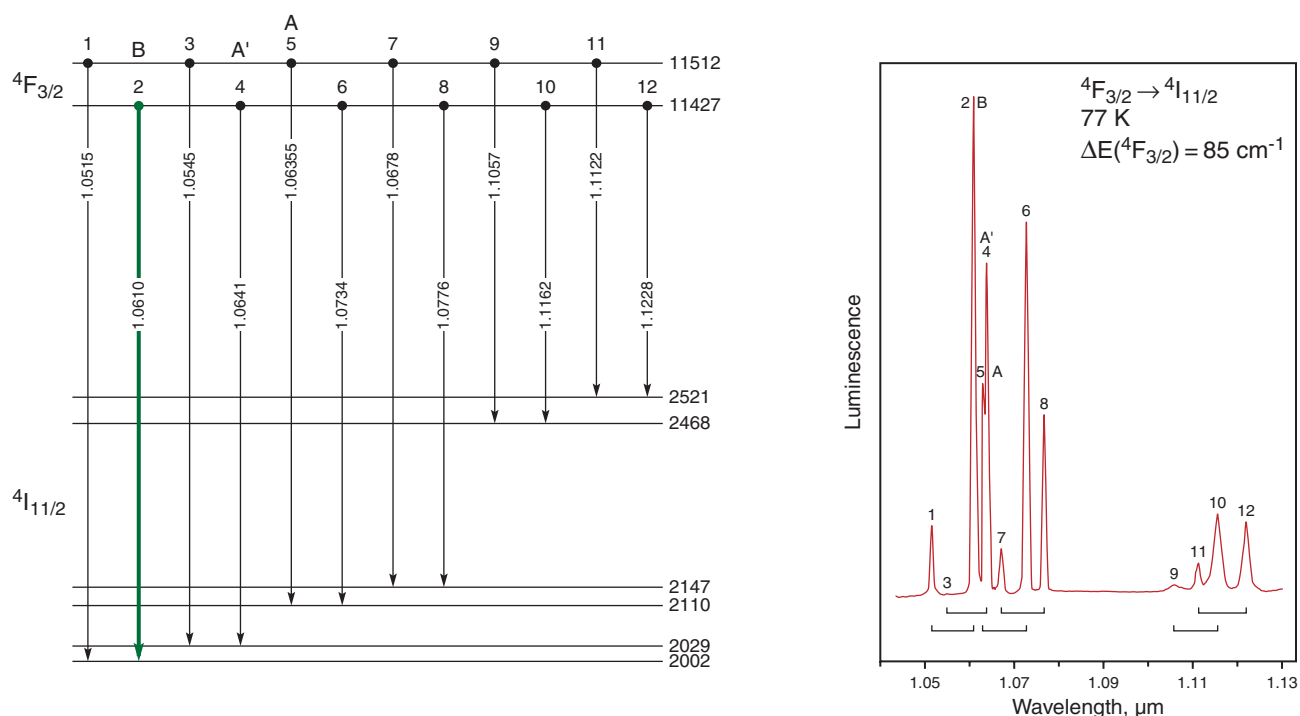 A
1 B 3 A' 5 7 9 11
11512
⁴F₃/₂
2 4 6 8 10 12
11427
1.0515
1.0610
1.0545
1.0641
1.06355
1.0734
1.0678
1.0776
1.1057
1.1162
1.1122
1.1228
2521
2468
⁴I₁₁/₂
2147
2110
2029
2002
⁴F₃/₂ → ⁴I₁₁/₂
77 K
ΔE(⁴F₃/₂) = 85 cm⁻¹
2 B
6
A'
4
5 A
8
1
3
7
9
11
10
12
Luminescence
1.05 1.07 1.09 1.11 1.13
Wavelength, µm